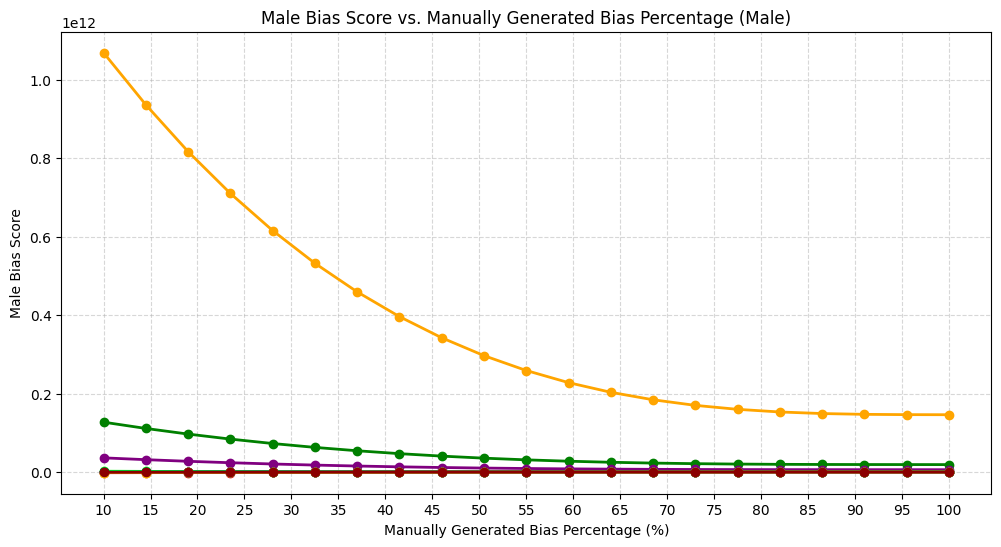 Male Bias Score vs. Manually Generated Bias Percentage (Male)
1e12
1.0
0.8
0.6
0.4
0.2
0.0
Male Bias Score
10 15 20 25 30 35 40 45 50 55 60 65 70 75 80 85 90 95 100
Manually Generated Bias Percentage (%)